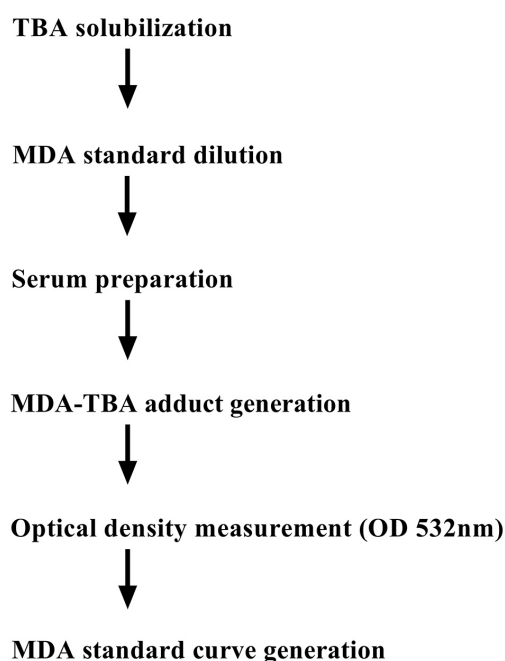 TBA solubilization
MDA standard dilution
Serum preparation
MDA-TBA adduct generation
Optical density measurement (OD 532nm)
MDA standard curve generation